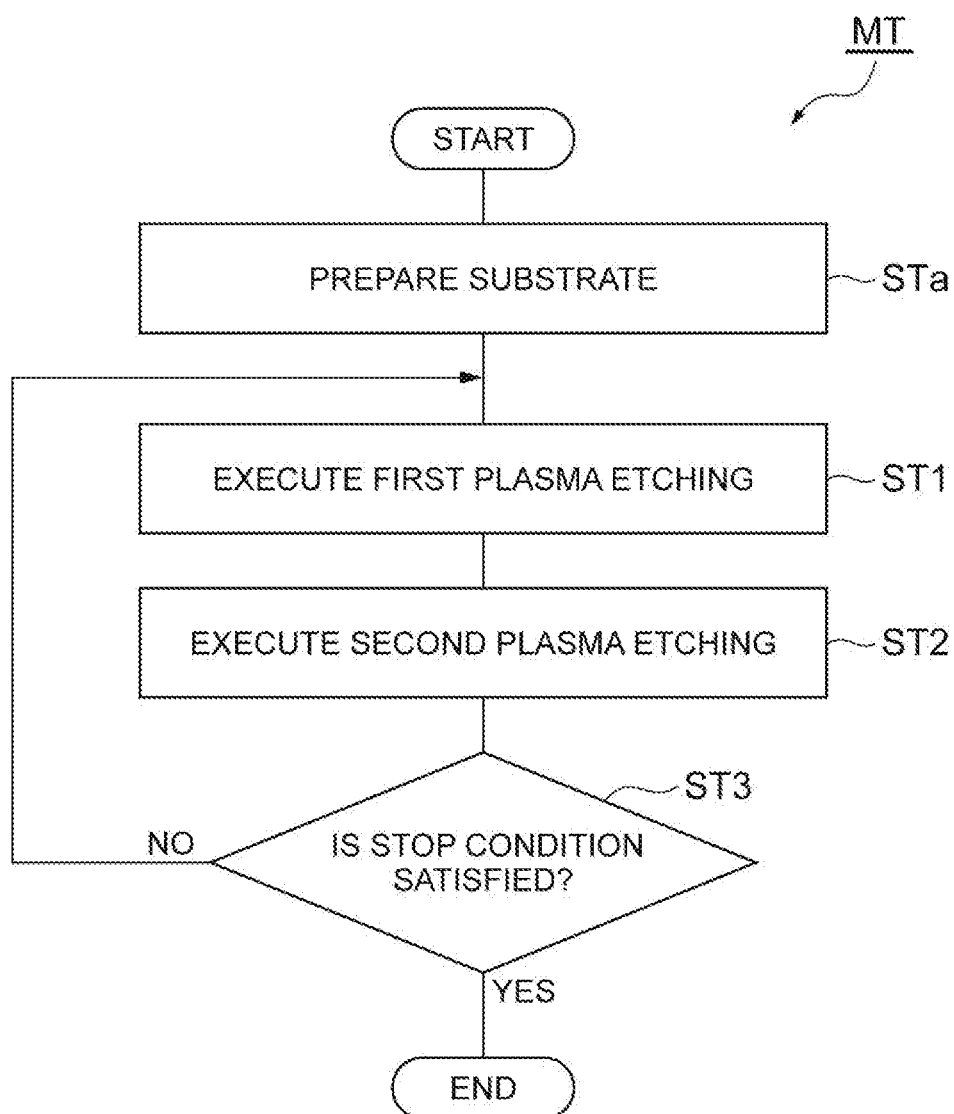 MT
START
PREPARE SUBSTRATE
STa
EXECUTE FIRST PLASMA ETCHING
ST1
EXECUTE SECOND PLASMA ETCHING
ST2
ST3
NO
IS STOP CONDITION
SATISFIED?
YES
END